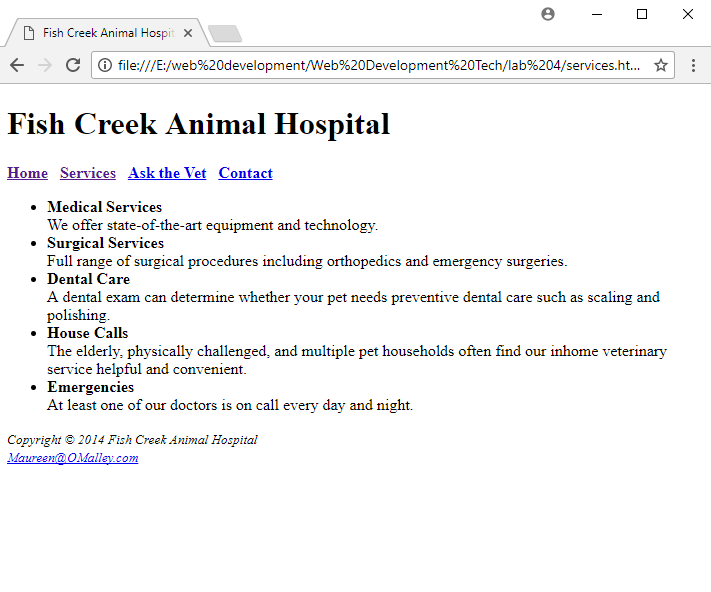 Fish Creek Animal Hospit
file:///E:/web%20development/Web%20Development%20Tech/lab%204/services.ht...
Fish Creek Animal Hospital
Home Services Ask the Vet Contact
• Medical Services
We offer state-of-the-art equipment and technology.
• Surgical Services
Full range of surgical procedures including orthopedics and emergency surgeries.
• Dental Care
A dental exam can determine whether your pet needs preventive dental care such as scaling and
polishing.
• House Calls
The elderly, physically challenged, and multiple pet households often find our inhome veterinary
service helpful and convenient.
• Emergencies
At least one of our doctors is on call every day and night.
Copyright © 2014 Fish Creek Animal Hospital
Maureen@OMalley.com